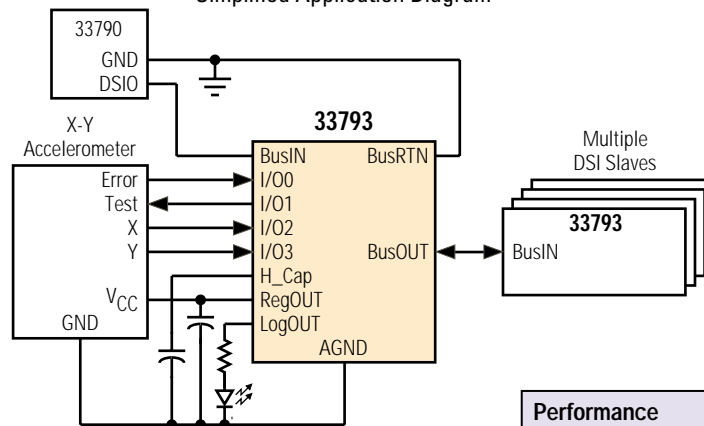 Simplified Application Diagram
33790
GND
DSIO
X-Y
Accelerometer
Error
Test
X
Y
VCC
GND
33793
BusIN
BusRTN
I/O0
I/O1
I/O2
I/O3
BusOUT
H_Cap
RegOUT
LogOUT
AGND
Multiple
DSI Slaves
33793
BusIN
Performance